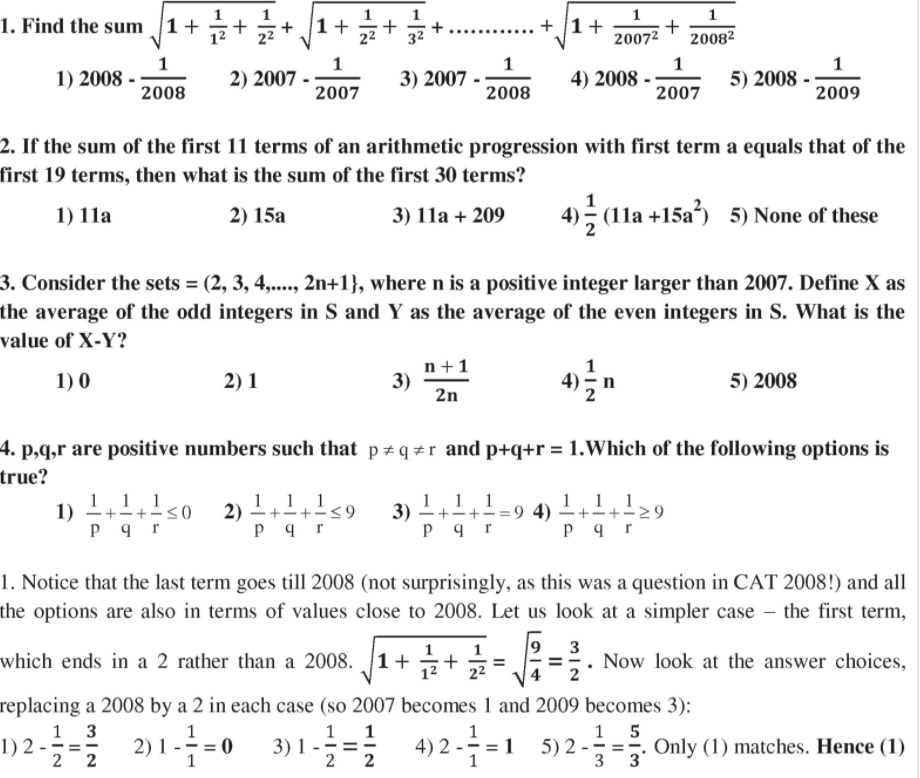 1. Find the sum √(1 + 1/1² + 1/2²) + √(1 + 1/2² + 1/3²) + ............ + √(1 + 1/2007² + 1/2008²)
1) 2008 - 1/2008 2) 2007 - 1/2007 3) 2007 - 1/2008 4) 2008 - 1/2007 5) 2008 - 1/2009
2. If the sum of the first 11 terms of an arithmetic progression with first term a equals that of the
first 19 terms, then what is the sum of the first 30 terms?
1) 11a 2) 15a 3) 11a + 209 4) 1/2 (11a +15a²) 5) None of these
3. Consider the sets = (2, 3, 4,...., 2n+1}, where n is a positive integer larger than 2007. Define X as
the average of the odd integers in S and Y as the average of the even integers in S. What is the
value of X-Y?
1) 0 2) 1 3) (n + 1)/2n 4) 1/2 n 5) 2008
4. p,q,r are positive numbers such that p ≠ q ≠ r and p+q+r = 1.Which of the following options is
true?
1) 1/p + 1/q + 1/r ≤ 0 2) 1/p + 1/q + 1/r ≤ 9 3) 1/p + 1/q + 1/r = 9 4) 1/p + 1/q + 1/r ≥ 9
1. Notice that the last term goes till 2008 (not surprisingly, as this was a question in CAT 2008!) and all
the options are also in terms of values close to 2008. Let us look at a simpler case – the first term,
which ends in a 2 rather than a 2008. √(1 + 1/1² + 1/2²) = √(9/4) = 3/2 . Now look at the answer choices,
replacing a 2008 by a 2 in each case (so 2007 becomes 1 and 2009 becomes 3):
1) 2 - 1/2 = 3/2 2) 1 - 1/1 = 0 3) 1 - 1/2 = 1/2 4) 2 - 1/1 = 1 5) 2 - 1/3 = 5/3. Only (1) matches. Hence (1)